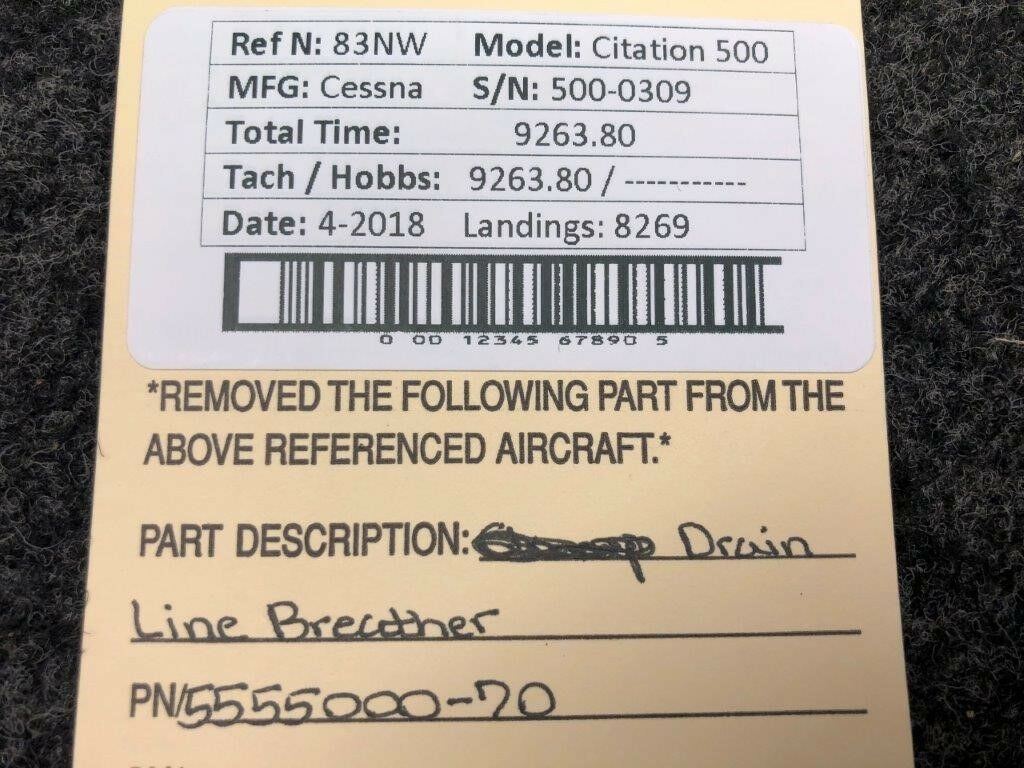 Ref N: 83NW Model: Citation 500
MFG: Cessna S/N: 500-0309
Total Time: 9263.80
Tach / Hobbs: 9263.80 / -----------
Date: 4-2018 Landings: 8269
0 00 12345 67890 5
*REMOVED THE FOLLOWING PART FROM THE
ABOVE REFERENCED AIRCRAFT.*
PART DESCRIPTION: Drain
Line Breather
PN/5555000-70